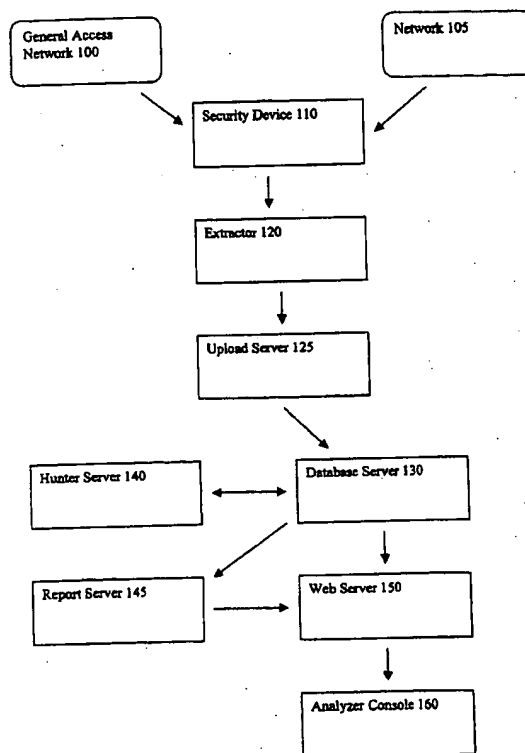 General Access
Network 100
Network 105
Security Device 110
Extractor 120
Upload Server 125
Hunter Server 140
Database Server 130
Report Server 145
Web Server 150
Analyzer Console 160